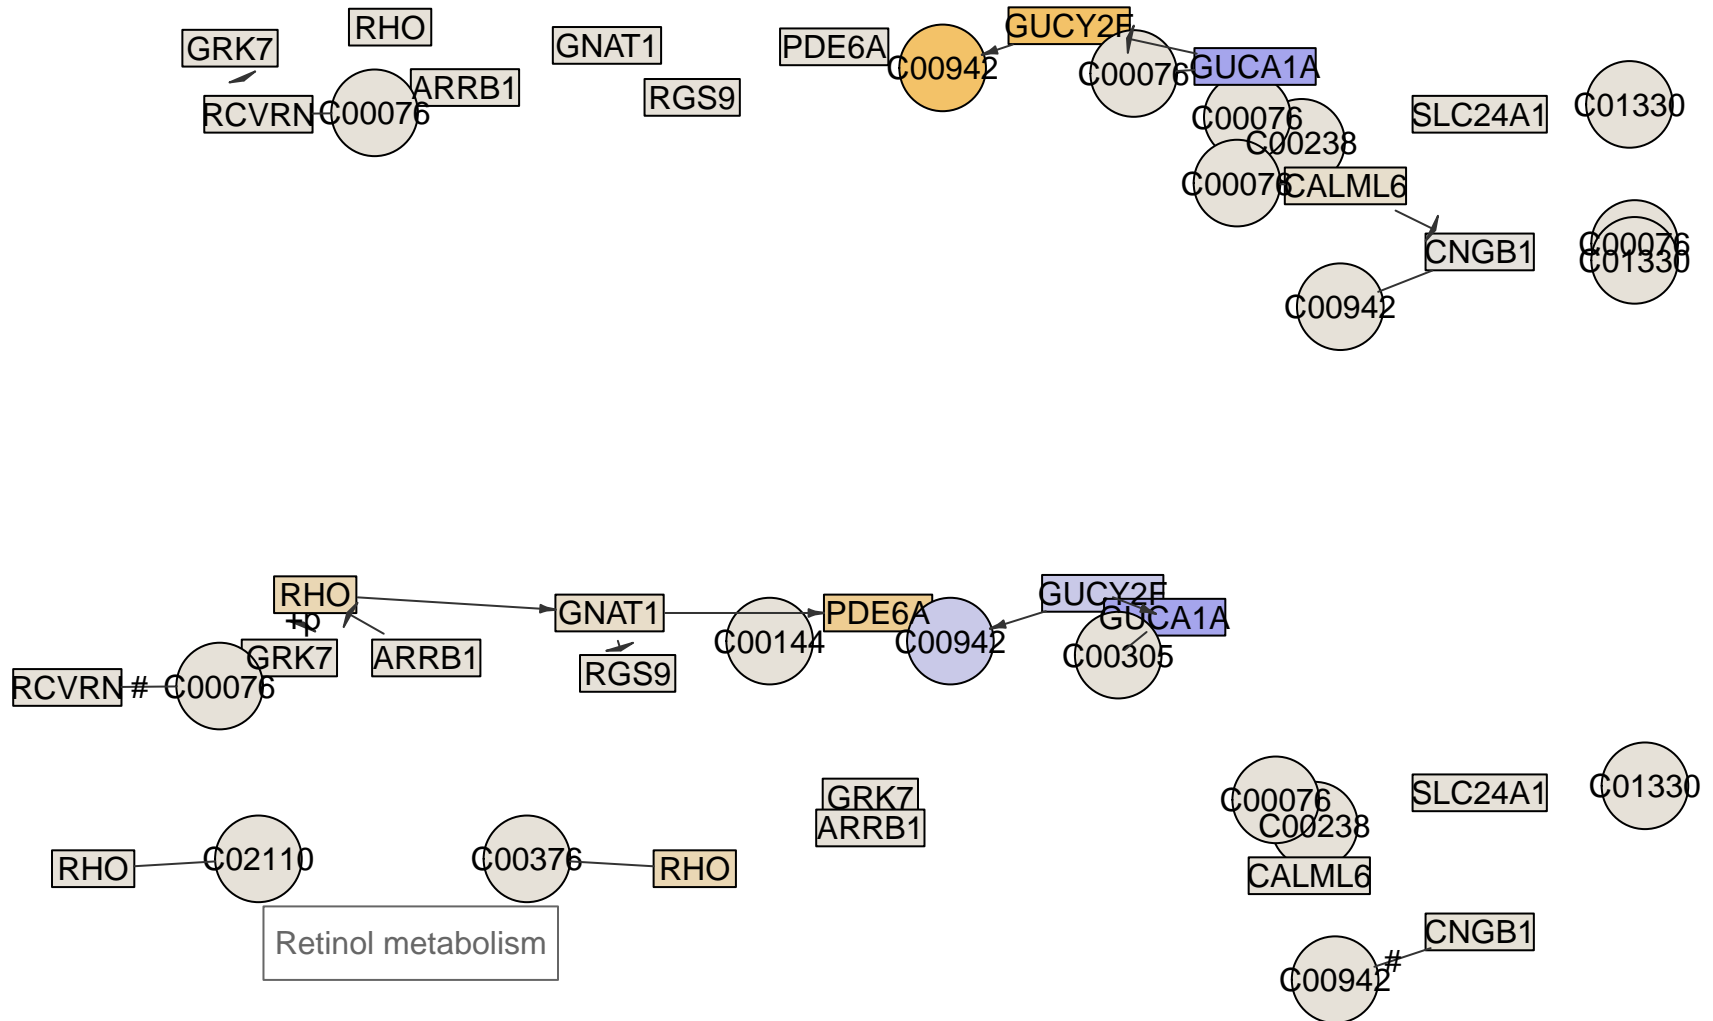 RHO
GUCY2F
GRK7
GNAT1
PDE6A
C00942
C00076
GUCA1A
ARRB1
RGS9
RCVRN
C00076
C00076
SLC24A1
C01330
C00238
C00076
CALML6
C00076
C01330
CNGB1
C00942
RHO
GUCY2F
GNAT1
PDE6A
GUCA1A
+p
C00144
C00942
C00305
GRK7
ARRB1
RGS9
RCVRN
#
C00076
GRK7
ARRB1
C00076
C00238
SLC24A1
C01330
RHO
C02110
C00376
RHO
CALML6
Retinol metabolism
CNGB1
#
C00942